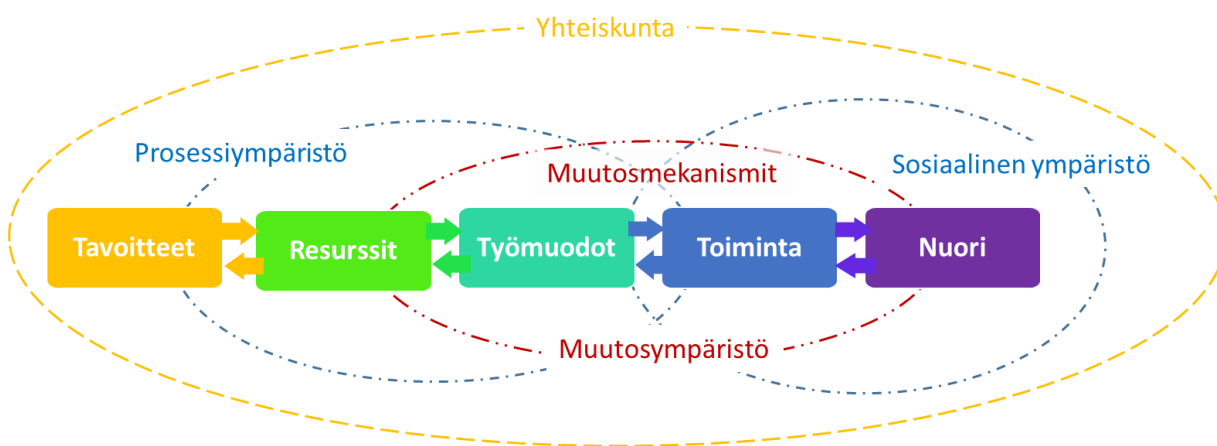 Yhteiskunta
Prosessiympäristö
Sosiaalinen ympäristö
Muutosmekanismit
Tavoitteet
Resurssit
Työmuodot
Toiminta
Nuori
Muutosympäristö